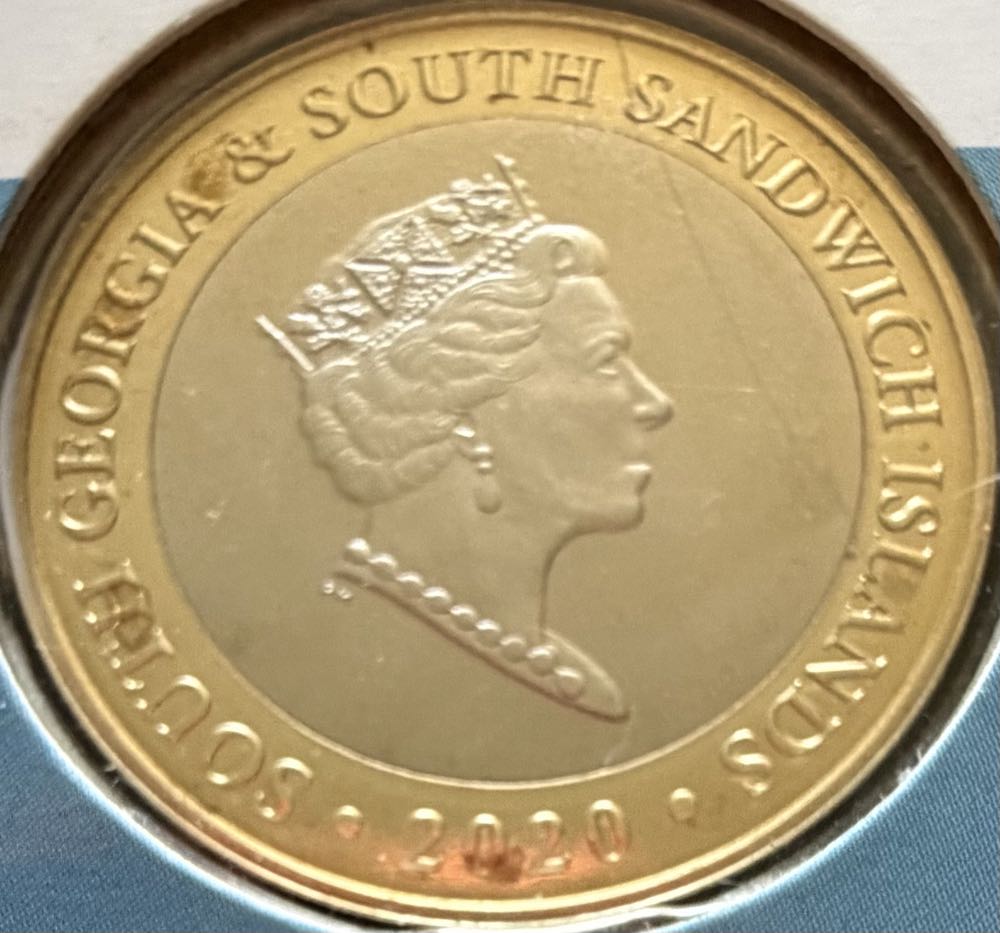 SOUTH GEORGIA & SOUTH SANDWICH ISLANDS
• 2020 •